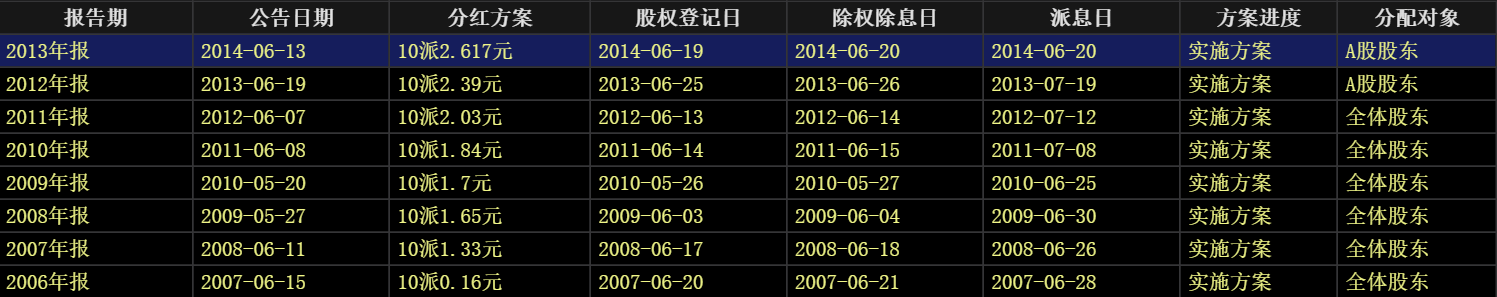 报告期 公告日期 分红方案 股权登记日 除权除息日 派息日 方案进度 分配对象
2013年报 2014-06-13 10派2.617元 2014-06-19 2014-06-20 2014-06-20 实施方案 A股股东
2012年报 2013-06-19 10派2.39元 2013-06-25 2013-06-26 2013-07-19 实施方案 A股股东
2011年报 2012-06-07 10派2.03元 2012-06-13 2012-06-14 2012-07-12 实施方案 全体股东
2010年报 2011-06-08 10派1.84元 2011-06-14 2011-06-15 2011-07-08 实施方案 全体股东
2009年报 2010-05-20 10派1.7元 2010-05-26 2010-05-27 2010-06-25 实施方案 全体股东
2008年报 2009-05-27 10派1.65元 2009-06-03 2009-06-04 2009-06-30 实施方案 全体股东
2007年报 2008-06-11 10派1.33元 2008-06-17 2008-06-18 2008-06-26 实施方案 全体股东
2006年报 2007-06-15 10派0.16元 2007-06-20 2007-06-21 2007-06-28 实施方案 全体股东